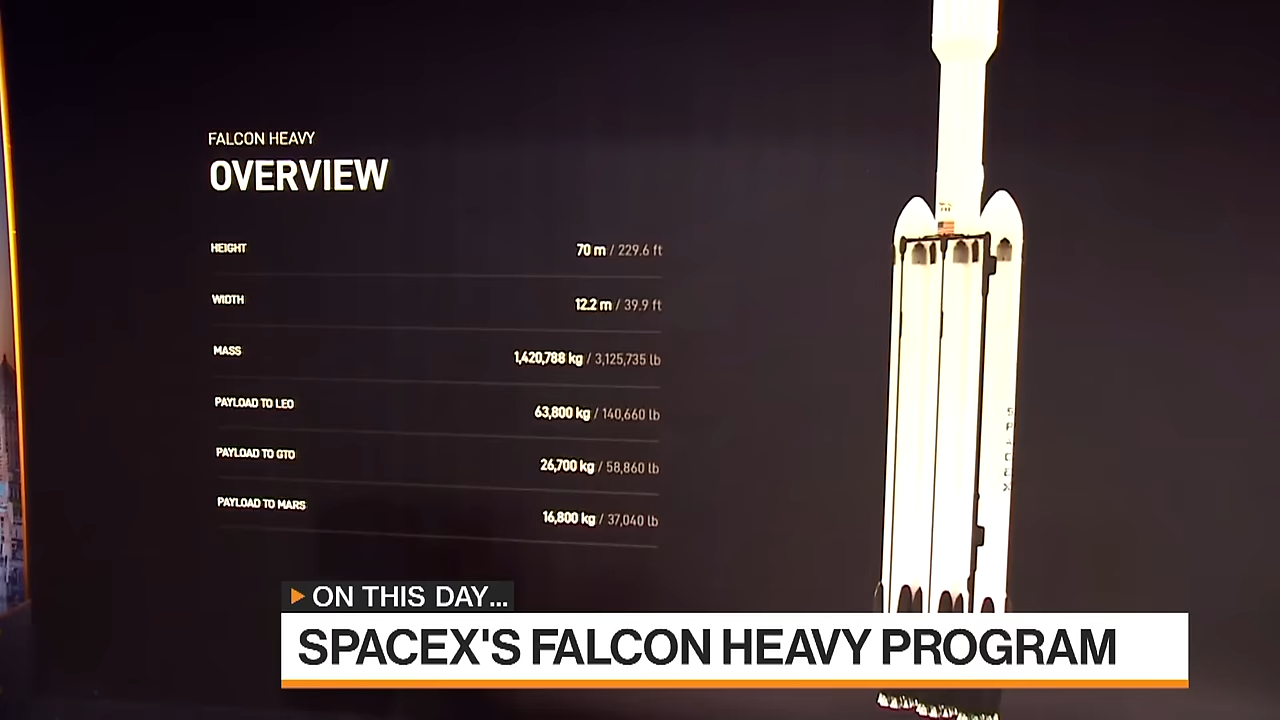 FALCON HEAVY
OVERVIEW
HEIGHT 70 m / 229.6 ft
WIDTH 12.2 m / 39.9 ft
MASS 1,420,788 kg / 3,125,735 lb
PAYLOAD TO LEO 63,800 kg / 140,660 lb
PAYLOAD TO GTO 26,700 kg / 58,860 lb
PAYLOAD TO MARS 16,800 kg / 37,040 lb
SPACEX
ON THIS DAY...
SPACEX'S FALCON HEAVY PROGRAM